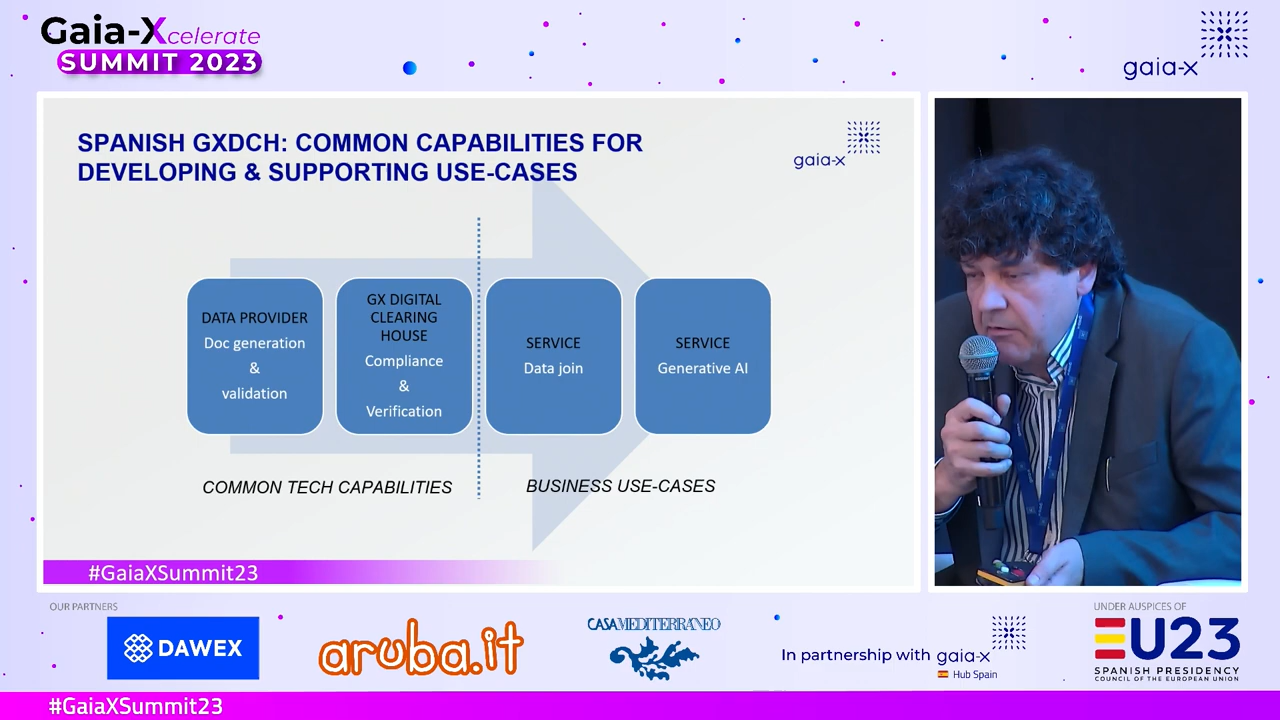 Gaia-Xcelerate
SUMMIT 2023
gaia-x
SPANISH GXDCH: COMMON CAPABILITIES FOR
DEVELOPING & SUPPORTING USE-CASES
gaia-x
DATA PROVIDER
Doc generation
&
validation
GX DIGITAL
CLEARING
HOUSE
Compliance
&
Verification
SERVICE
Data join
SERVICE
Generative AI
COMMON TECH CAPABILITIES
BUSINESS USE-CASES
#GaiaXSummit23
OUR PARTNERS
DAWEX
aruba.it
CASAMEDITERRANEO
In partnership with gaia-x
Hub Spain
UNDER AUSPICES OF
EU23
SPANISH PRESIDENCY
COUNCIL OF THE EUROPEAN UNION
#GaiaXSummit23